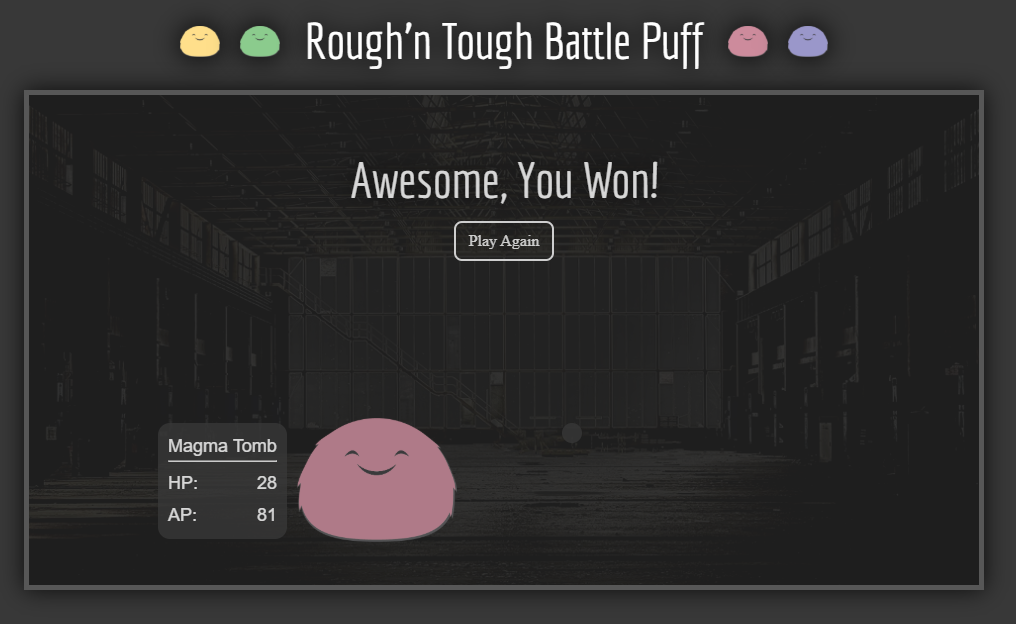 Rough'n Tough Battle Puff
Awesome, You Won!
Play Again
Magma Tomb
HP: 28
AP: 81